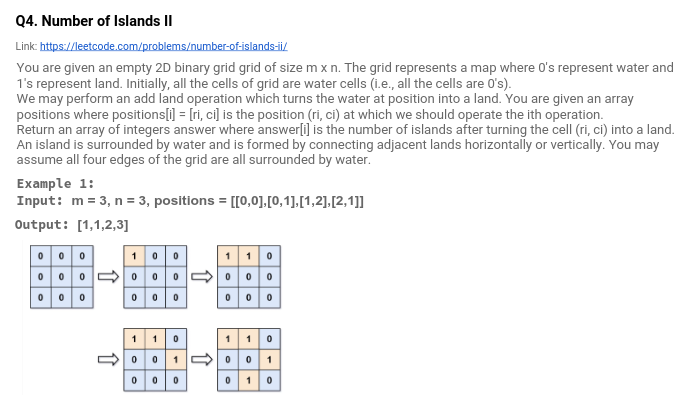 Q4. Number of Islands II
Link: https://leetcode.com/problems/number-of-islands-ii/
You are given an empty 2D binary grid grid of size m x n. The grid represents a map where 0's represent water and
1's represent land. Initially, all the cells of grid are water cells (i.e., all the cells are 0's).
We may perform an add land operation which turns the water at position into a land. You are given an array
positions where positions[i] = [ri, ci] is the position (ri, ci) at which we should operate the ith operation.
Return an array of integers answer where answer[i] is the number of islands after turning the cell (ri, ci) into a land.
An island is surrounded by water and is formed by connecting adjacent lands horizontally or vertically. You may
assume all four edges of the grid are all surrounded by water.
Example 1:
Input: m = 3, n = 3, positions = [[0,0],[0,1],[1,2],[2,1]]
Output: [1,1,2,3]
0 0 0 1 0 0 1 1 0
0 0 0 0 0 0 0 0 0
0 0 0 0 0 0 0 0 0
1 1 0 1 1 0
0 0 1 0 0 1
0 0 0 0 1 0